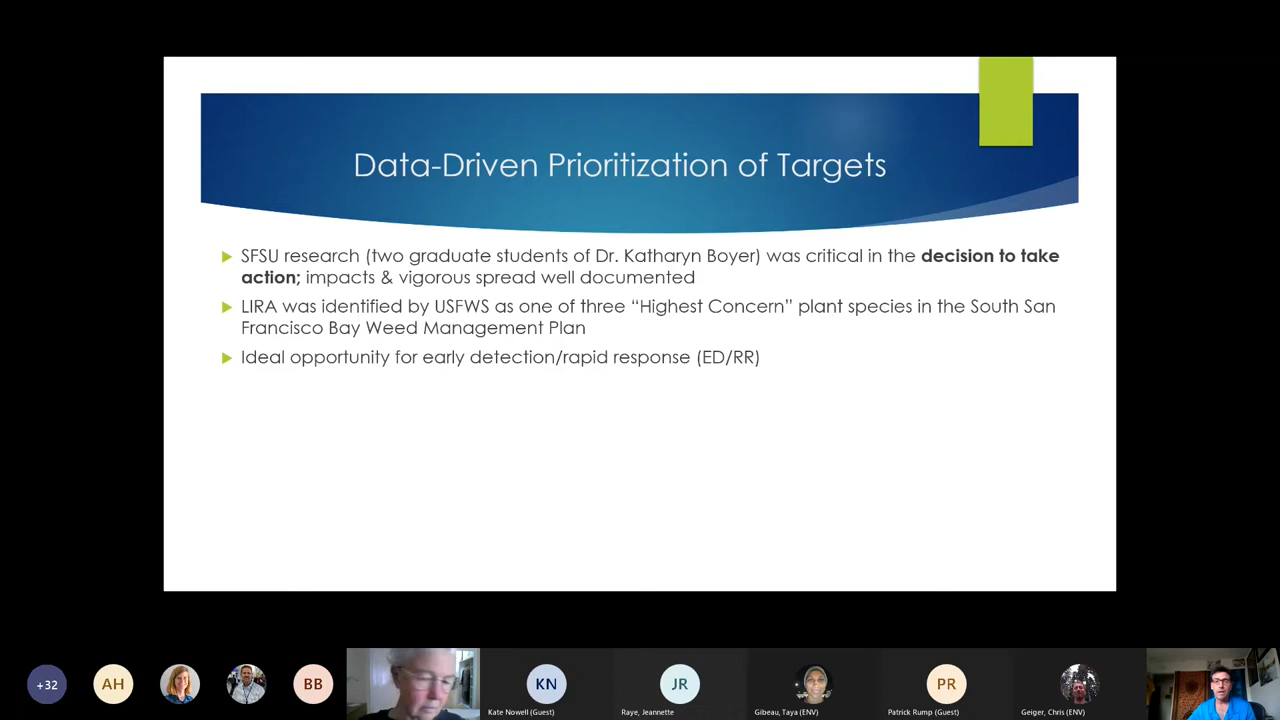 Data-Driven Prioritization of Targets
SFSU research (two graduate students of Dr. Katharyn Boyer) was critical in the decision to take
action; impacts & vigorous spread well documented
LIRA was identified by USFWS as one of three “Highest Concern” plant species in the South San
Francisco Bay Weed Management Plan
Ideal opportunity for early detection/rapid response (ED/RR)
+32
AH
BB
KN
JR
PR
Kate Nowell (Guest)
Raye, Jeannette
Gibeau, Taya (ENV)
Patrick Rump (Guest)
Geiger, Chris (ENV)